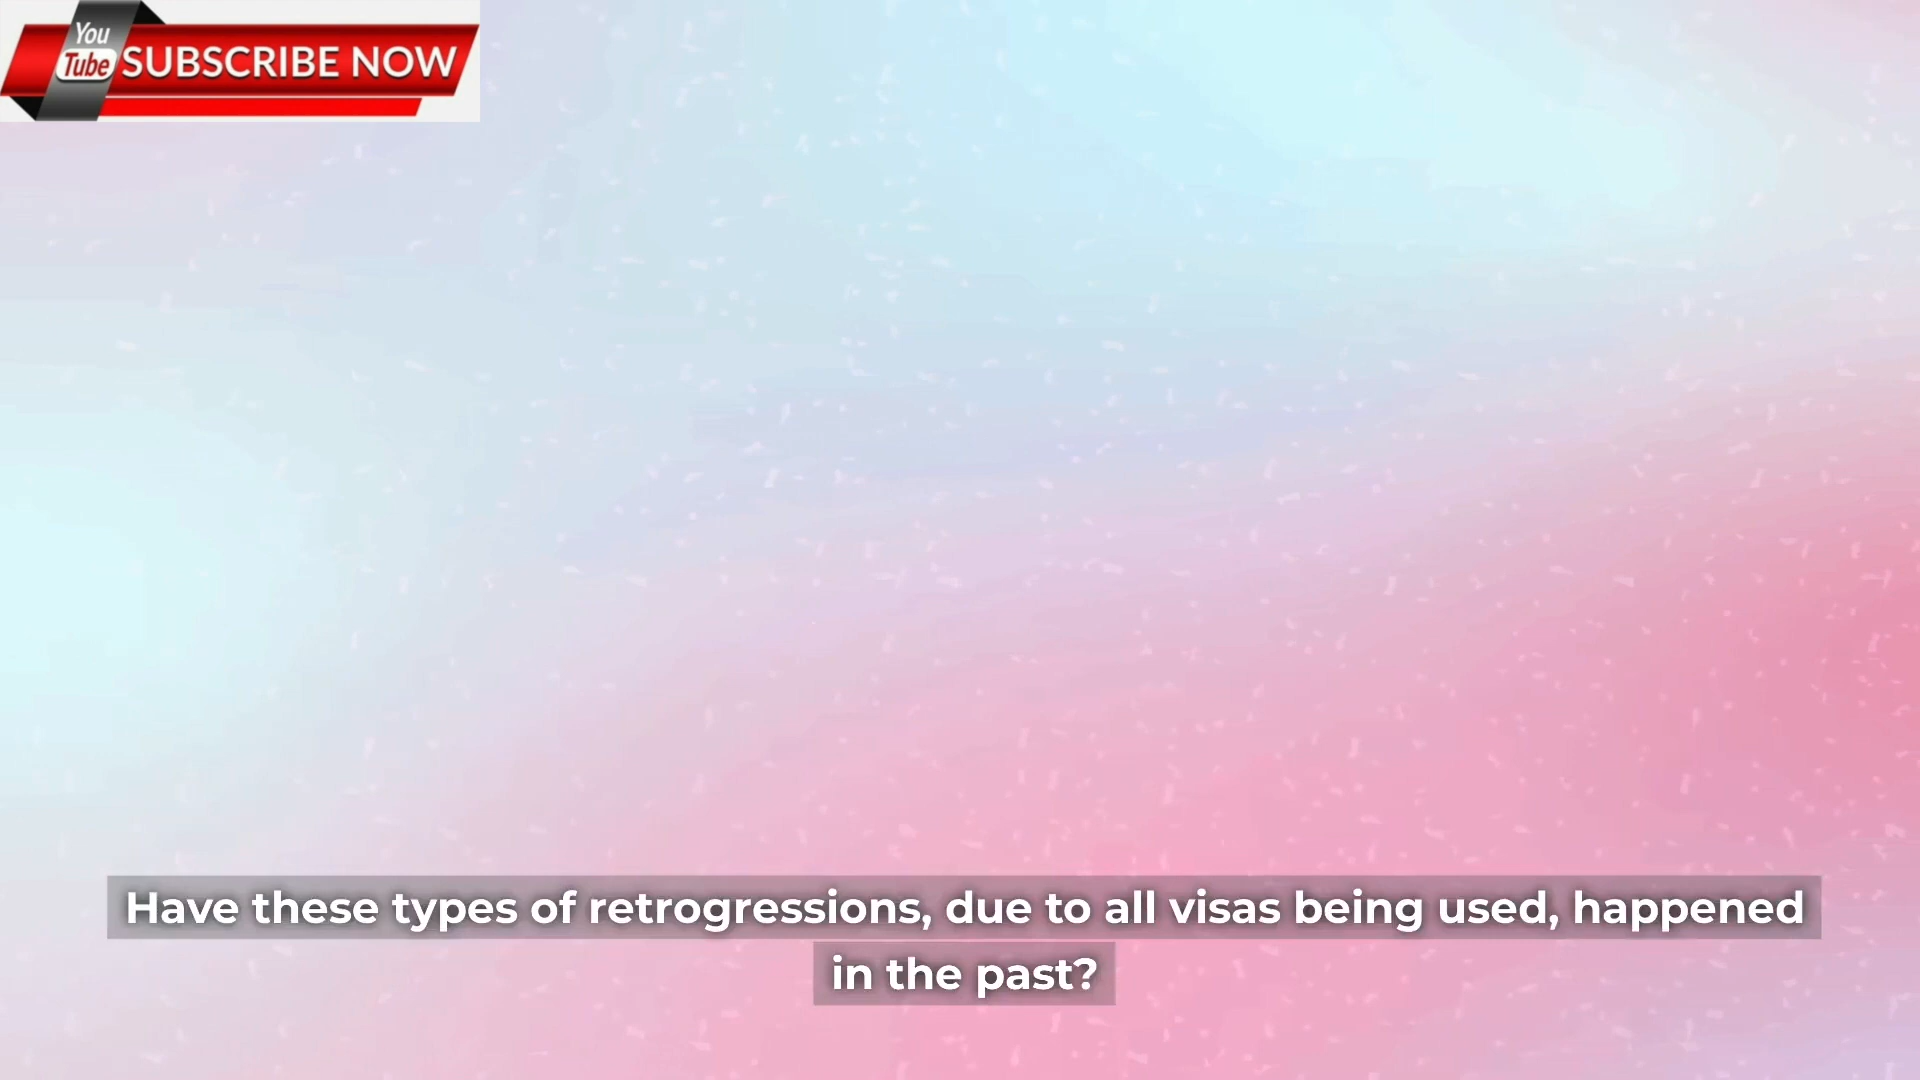 You
Tube
SUBSCRIBE NOW
Have these types of retrogressions, due to all visas being used, happened
in the past?